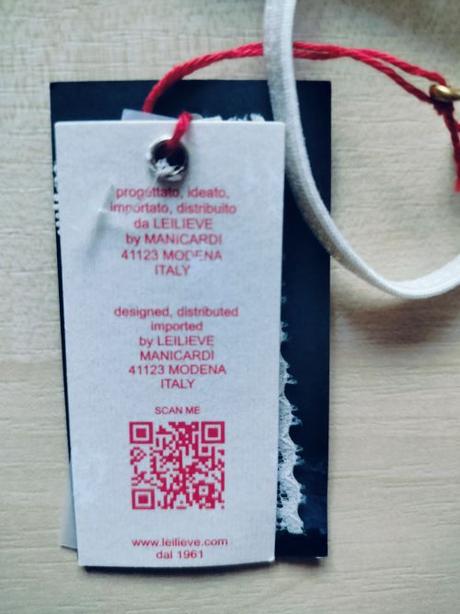 progettato, ideato,
importato, distribuito
da LEILIEVE
by MANICARDI
41123 MODENA
ITALY
designed, distributed
imported
by LEILIEVE
MANICARDI
41123 MODENA
ITALY
SCAN ME
www.leilieve.com
dal 1961